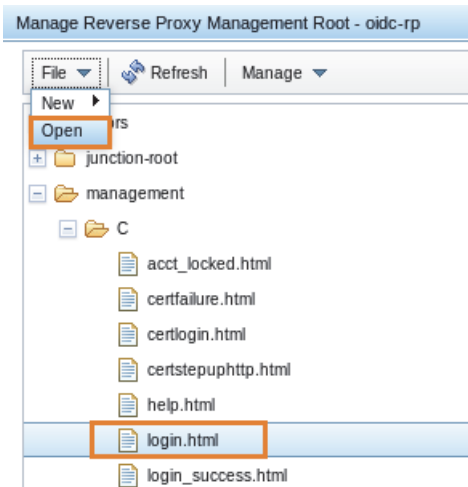 Manage Reverse Proxy Management Root - oidc-rp
File Refresh Manage
New
Open
rs
junction-root
management
C
acct_locked.html
certfailure.html
certlogin.html
certstepuphttp.html
help.html
login.html
login_success.html